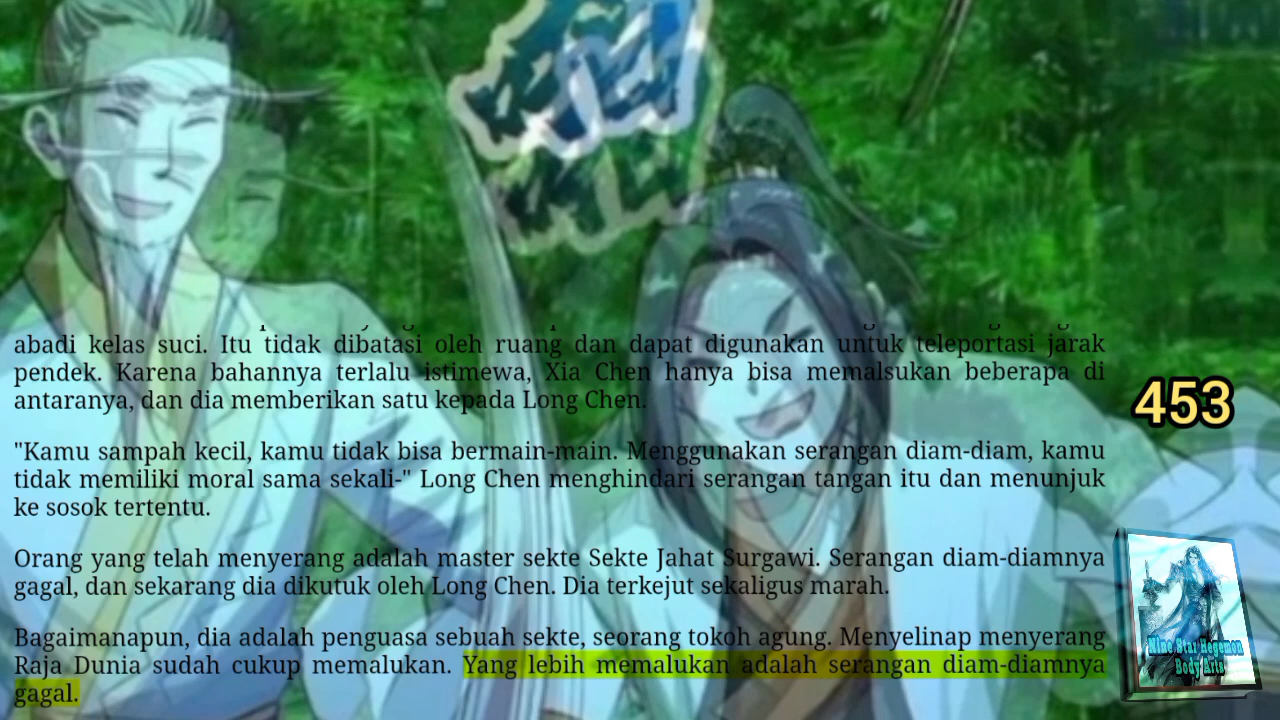 abadi kelas suci. Itu tidak dibatasi oleh ruang dan dapat digunakan untuk teleportasi jarak
pendek. Karena bahannya terlalu istimewa, Xia Chen hanya bisa memalsukan beberapa di
antaranya, dan dia memberikan satu kepada Long Chen.
"Kamu sampah kecil, kamu tidak bisa bermain-main. Menggunakan serangan diam-diam, kamu
tidak memiliki moral sama sekali-" Long Chen menghindari serangan tangan itu dan menunjuk
ke sosok tertentu.
Orang yang telah menyerang adalah master sekte Sekte Jahat Surgawi. Serangan diam-diamnya
gagal, dan sekarang dia dikutuk oleh Long Chen. Dia terkejut sekaligus marah.
Bagaimanapun, dia adalah penguasa sebuah sekte, seorang tokoh agung. Menyelinap menyerang
Raja Dunia sudah cukup memalukan. Yang lebih memalukan adalah serangan diam-diamnya
gagal.
453
Nine Star Hegemon
Body Arts